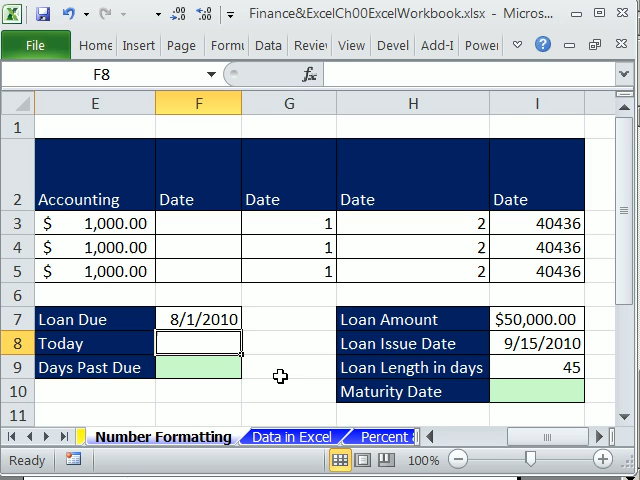 Finance&ExcelCh00ExcelWorkbook.xlsx - Micros...
File Home Insert Page Formu Data Reviev View Devel Add-I Power
F8 fx
E F G H I
1
2 Accounting Date Date Date Date
3 $ 1,000.00 1 2 40436
4 $ 1,000.00 1 2 40436
5 $ 1,000.00 1 2 40436
6
7 Loan Due 8/1/2010 Loan Amount $50,000.00
8 Today Loan Issue Date 9/15/2010
9 Days Past Due Loan Length in days 45
10 Maturity Date
11
Number Formatting Data in Excel Percent
Ready 100%